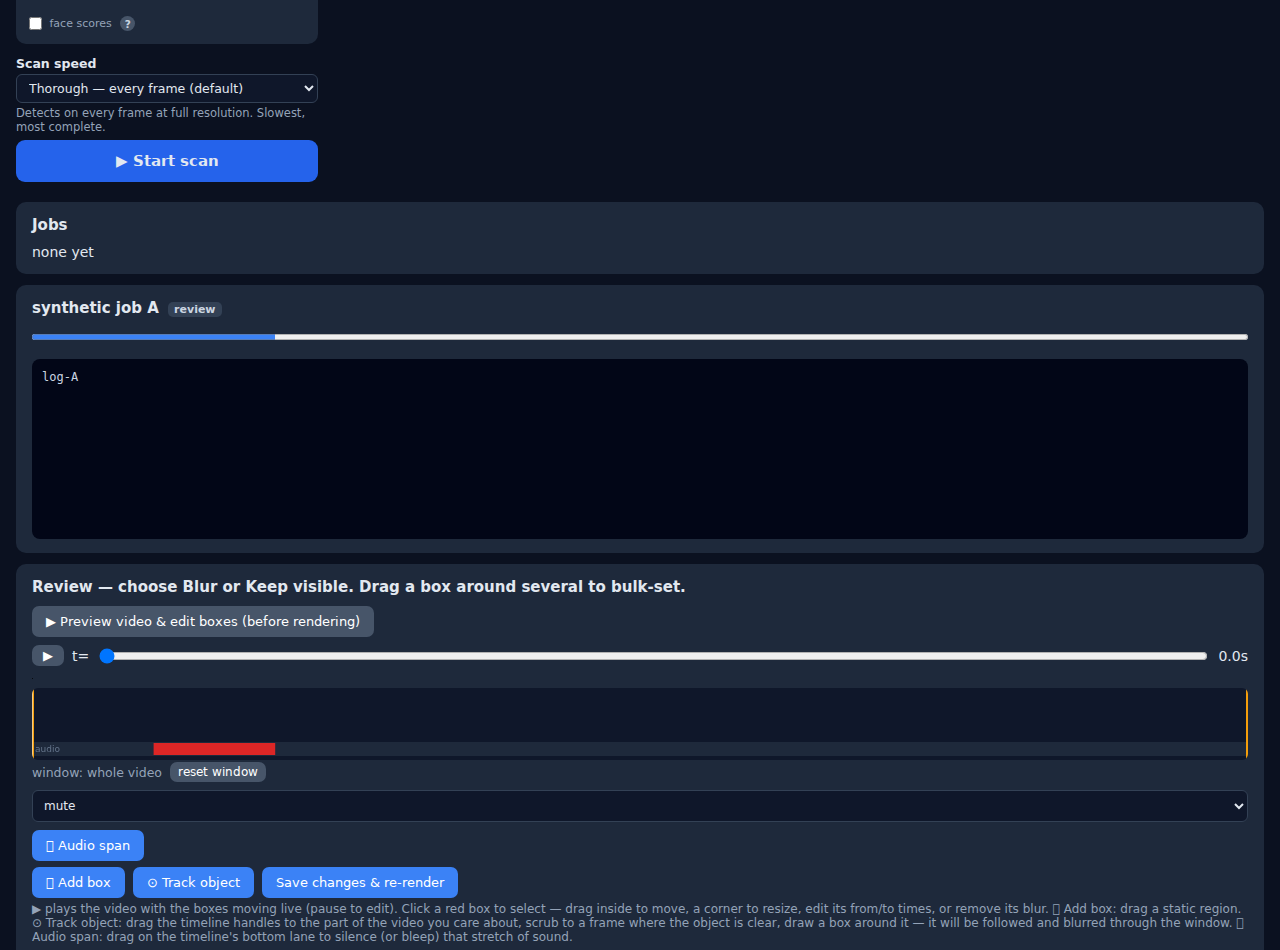 face scores ?
Scan speed
Thorough — every frame (default)
Detects on every frame at full resolution. Slowest,
most complete.
▶ Start scan
Jobs
none yet
synthetic job A review
log-A
Review — choose Blur or Keep visible. Drag a box around several to bulk-set.
▶ Preview video & edit boxes (before rendering)
▶ t= 0.0s
audio
window: whole video reset window
mute
Audio span
Add box ⊙ Track object Save changes & re-render
▶ plays the video with the boxes moving live (pause to edit). Click a red box to select — drag inside to move, a corner to resize, edit its from/to times, or remove its blur. Add box: drag a static region.
⊙ Track object: drag the timeline handles to the part of the video you care about, scrub to a frame where the object is clear, draw a box around it — it will be followed and blurred through the window.
Audio span: drag on the timeline's bottom lane to silence (or bleep) that stretch of sound.